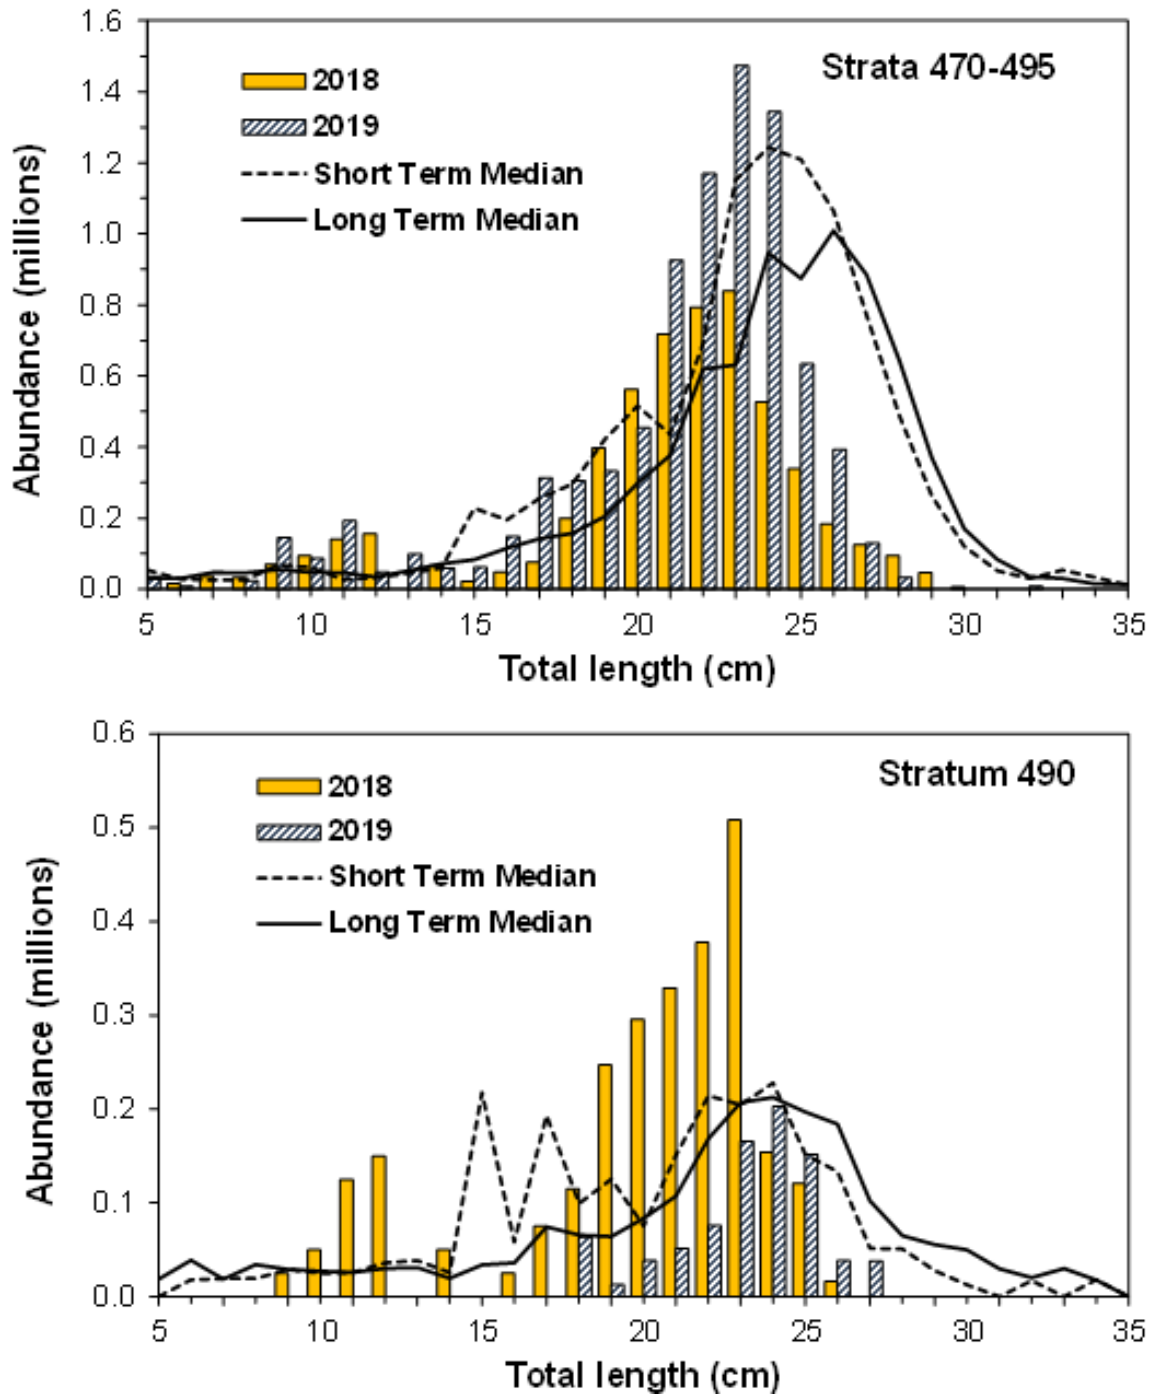 1.6
1.4
1.2
1.0
0.8
0.6
0.4
0.2
0.0
Abundance (millions)
2018
2019
Short Term Median
Long Term Median
Strata 470-495
5 10 15 20 25 30 35
Total length (cm)
0.6
0.5
0.4
0.3
0.2
0.1
0.0
Abundance (millions)
2018
2019
Short Term Median
Long Term Median
Stratum 490
5 10 15 20 25 30 35
Total length (cm)